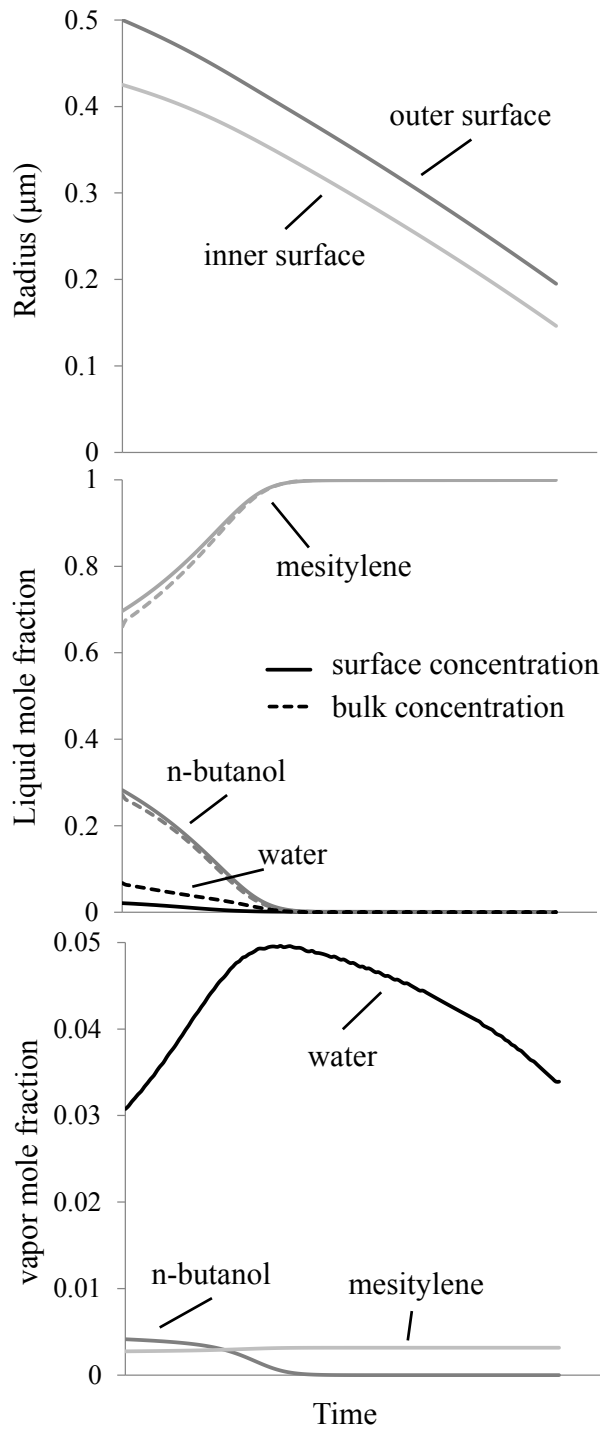 0.5
0.4
0.3
0.2
0.1
0
Radius (μm)
outer surface
inner surface
1
0.8
0.6
0.4
0.2
0
Liquid mole fraction
mesitylene
surface concentration
bulk concentration
n-butanol
water
0.05
0.04
0.03
0.02
0.01
0
vapor mole fraction
water
n-butanol
mesitylene
Time